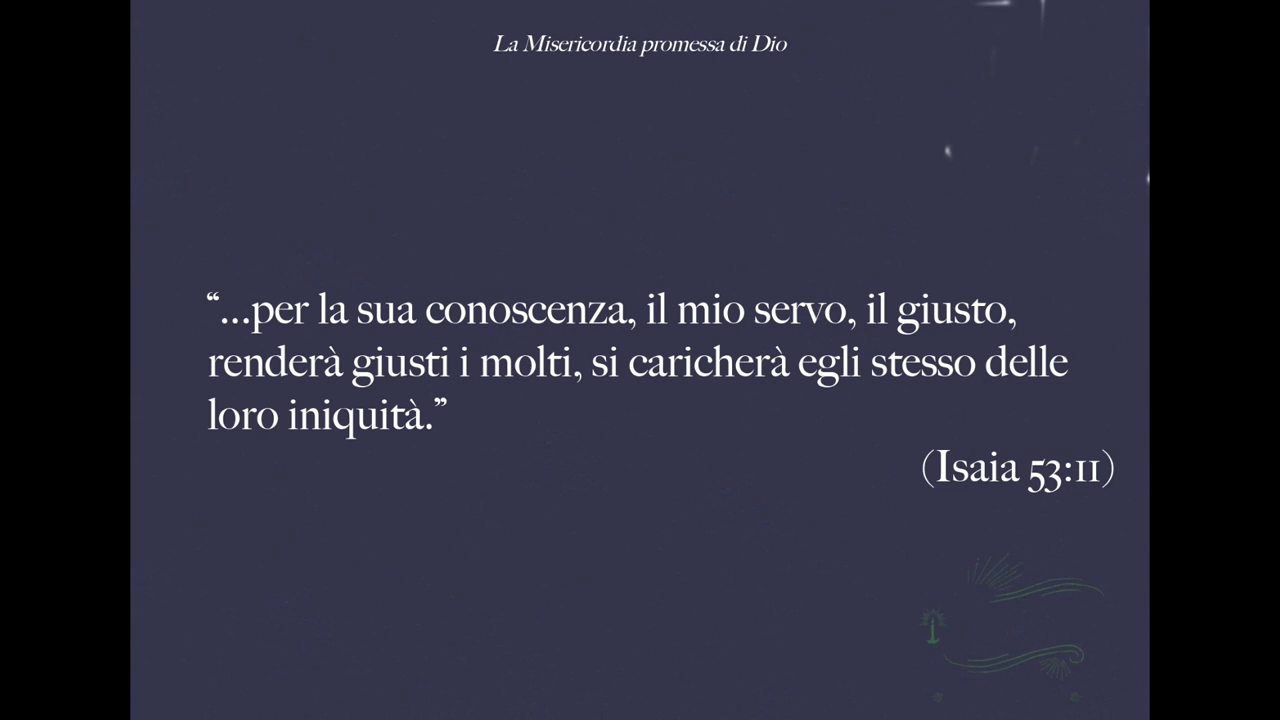 La Misericordia promessa di Dio
“...per la sua conoscenza, il mio servo, il giusto,
renderà giusti i molti, si caricherà egli stesso delle
loro iniquità.”
(Isaia 53:11)